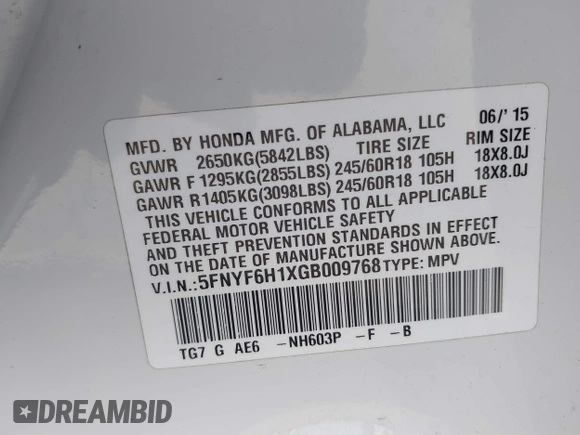 MFD. BY HONDA MFG. OF ALABAMA, LLC 06/'15
GVWR 2650KG(5842LBS) TIRE SIZE RIM SIZE
GAWR F 1295KG(2855LBS) 245/60R18 105H 18X8.0J
GAWR R1405KG(3098LBS) 245/60R18 105H 18X8.0J
THIS VEHICLE CONFORMS TO ALL APPLICABLE
FEDERAL MOTOR VEHICLE SAFETY
AND THEFT PREVENTION STANDARDS IN EFFECT
ON THE DATE OF MANUFACTURE SHOWN ABOVE.
V.I.N.:5FNYF6H1XGB009768 TYPE: MPV
TG7 G AE6 -NH603P -F -B
DREAMBID